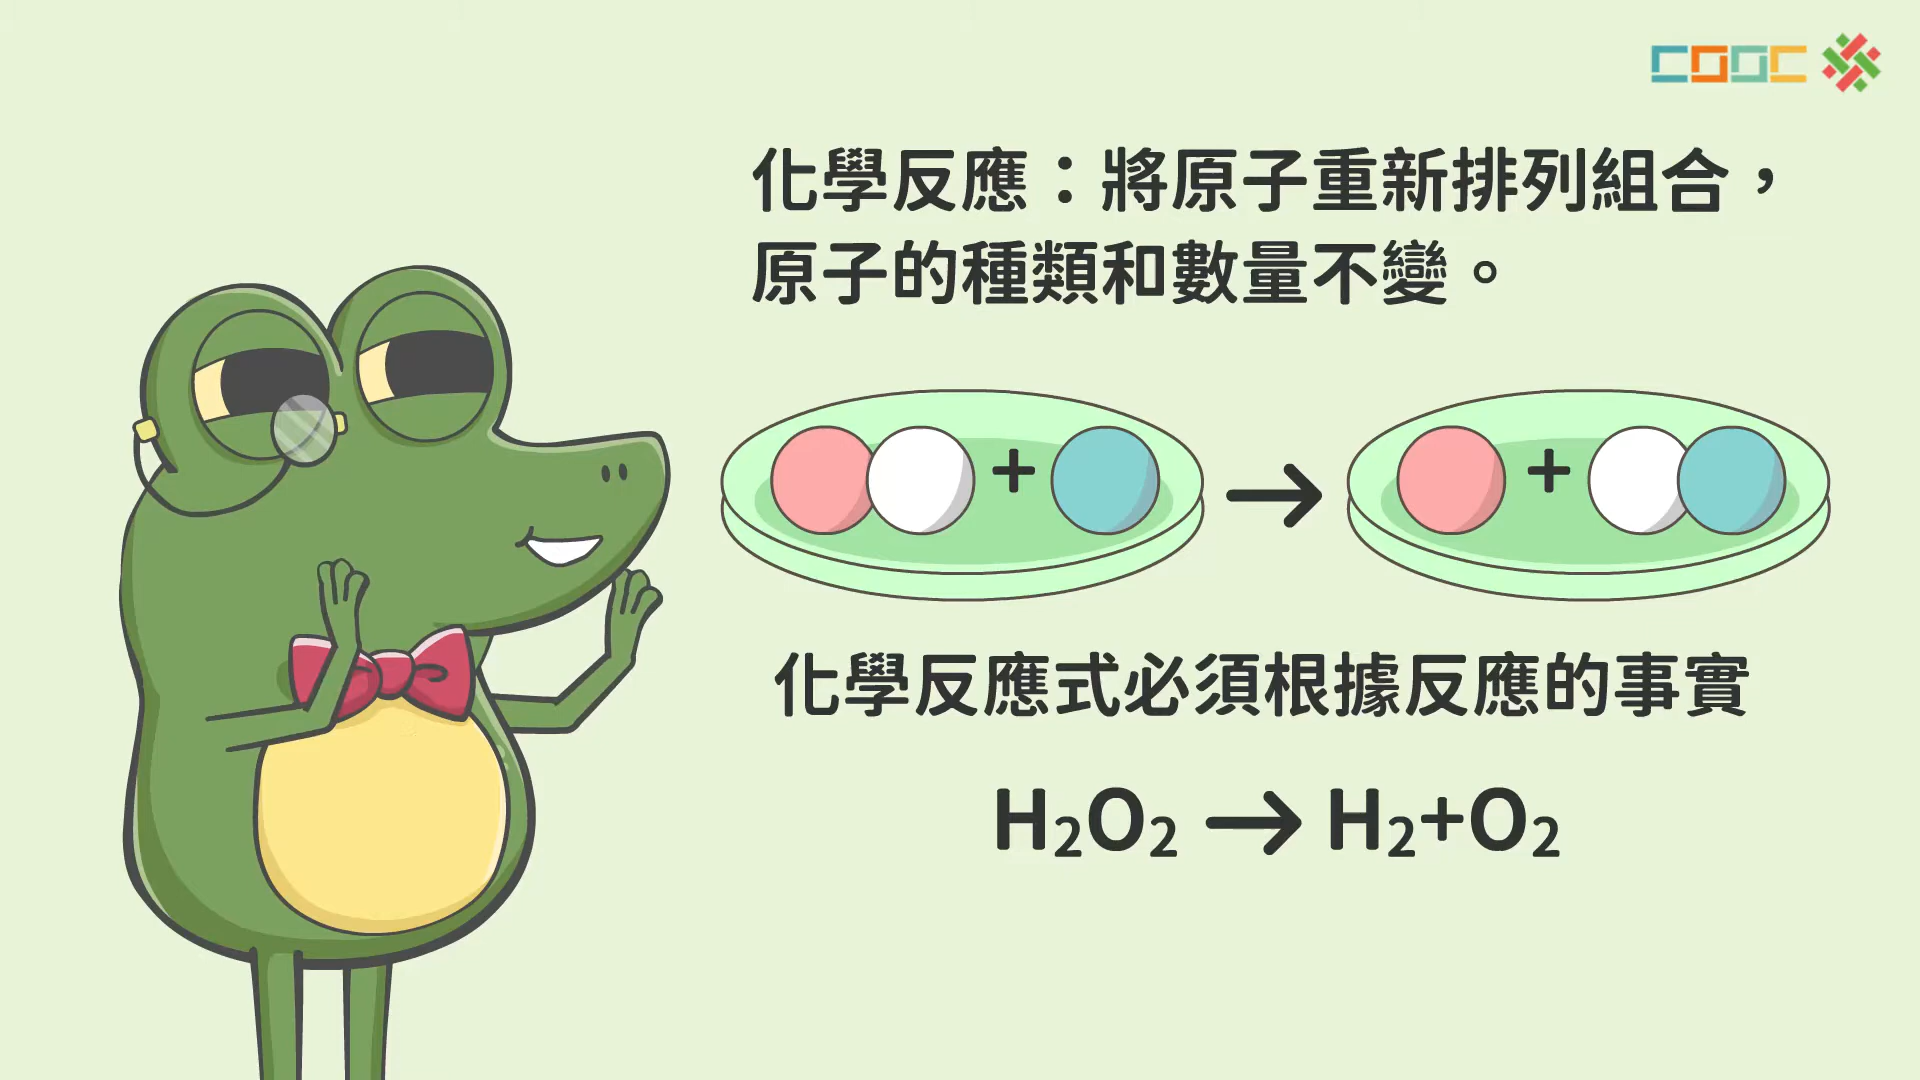 COOC
化學反應：將原子重新排列組合，
原子的種類和數量不變。
+ → +
化學反應式必須根據反應的事實
H₂O₂ → H₂+O₂